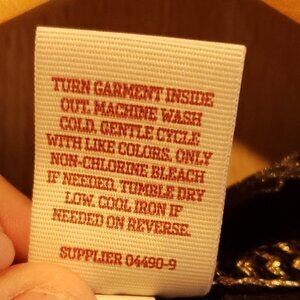 TURN GARMENT INSIDE
OUT. MACHINE WASH
COLD. GENTLE CYCLE
WITH LIKE COLORS. ONLY
NON-CHLORINE BLEACH
IF NEEDED. TUMBLE DRY
LOW. COOL IRON IF
NEEDED ON REVERSE.
SUPPLIER 04490-9